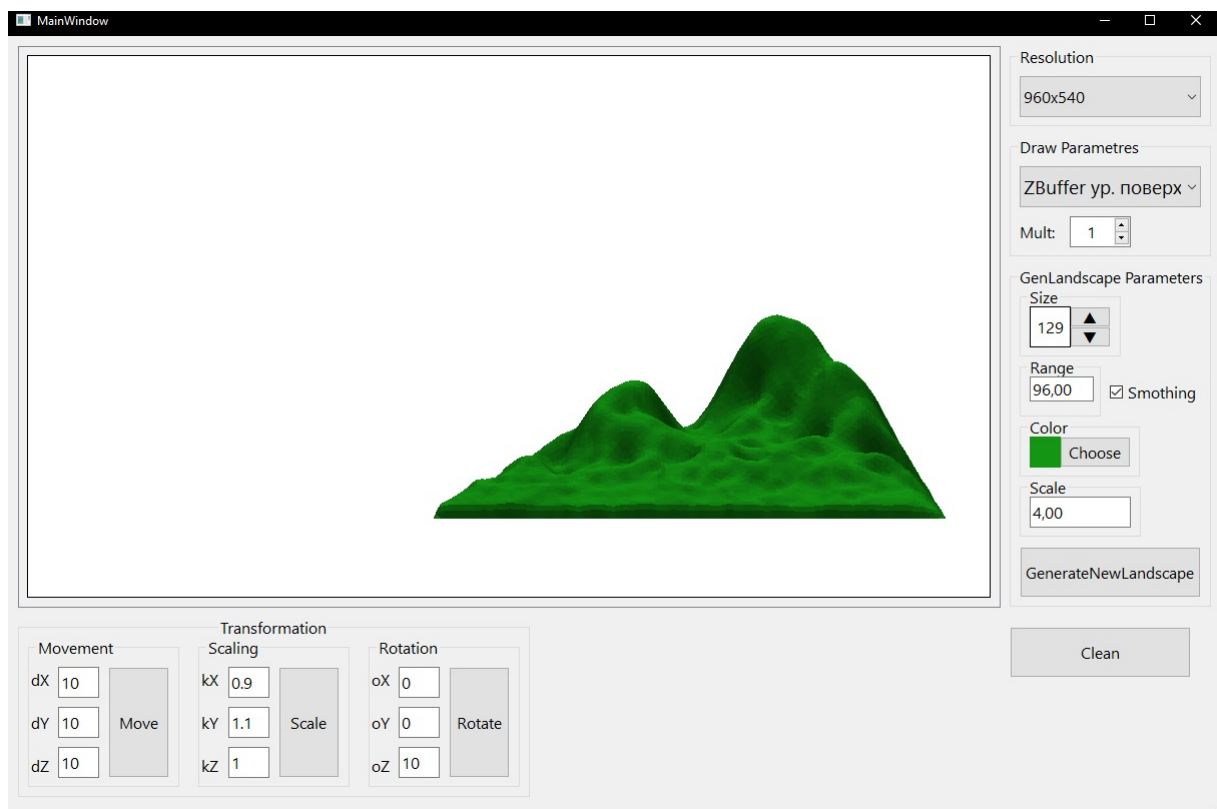 MainWindow
Resolution
960x540
Draw Parametres
ZBuffer ур. поверх
Mult: 1
GenLandscape Parameters
Size
129
Range
96,00
Smothing
Color
Choose
Scale
4,00
GenerateNewLandscape
Clean
Transformation
Movement
dX 10
dY 10
dZ 10
Move
Scaling
kX 0.9
kY 1.1
kZ 1
Scale
Rotation
oX 0
oY 0
oZ 10
Rotate